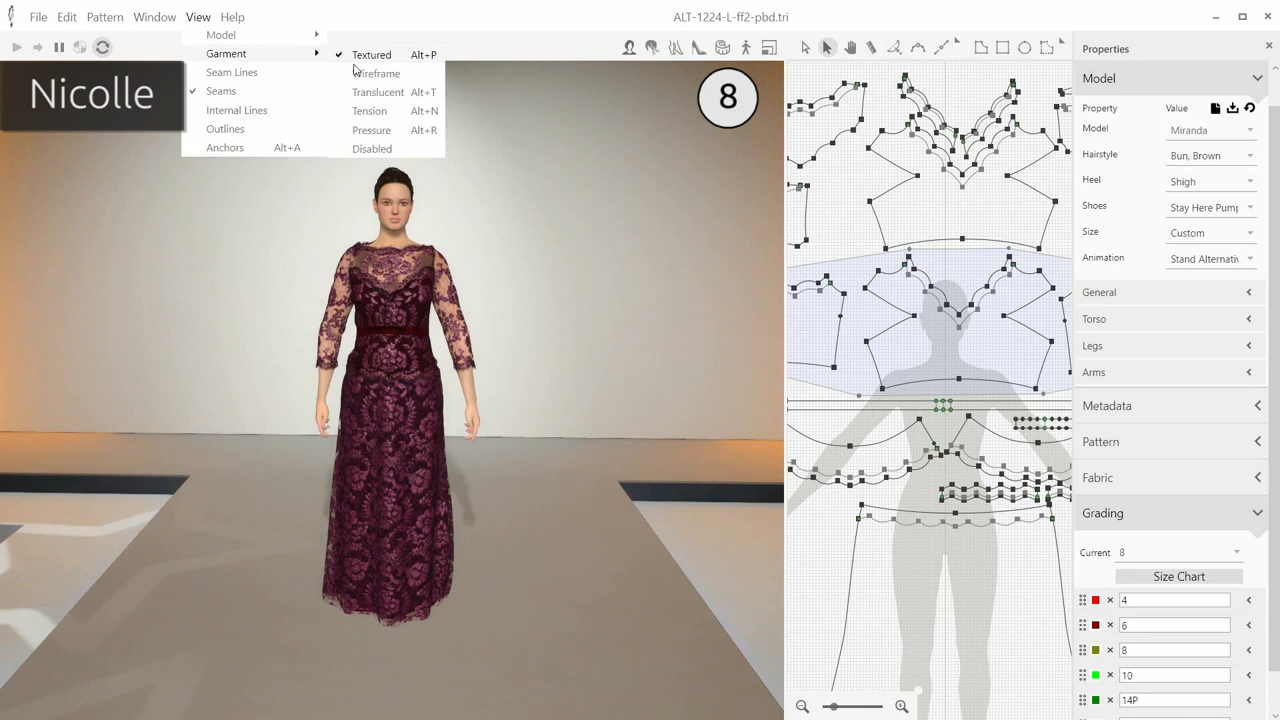 File Edit Pattern Window View Help
ALT-1224-L-ff2-pbd.tri
Nicolle
Model
Garment
Seam Lines
Seams
Internal Lines
Outlines
Anchors Alt+A
Textured Alt+P
Wireframe
Translucent Alt+T
Tension Alt+N
Pressure Alt+R
Disabled
8
Properties
Model
Property Value
Model Miranda
Hairstyle Bun, Brown
Heel Shigh
Shoes Stay Here Pump
Size Custom
Animation Stand Alternati
General
Torso
Legs
Arms
Metadata
Pattern
Fabric
Grading
Current 8
Size Chart
4
6
8
10
14P